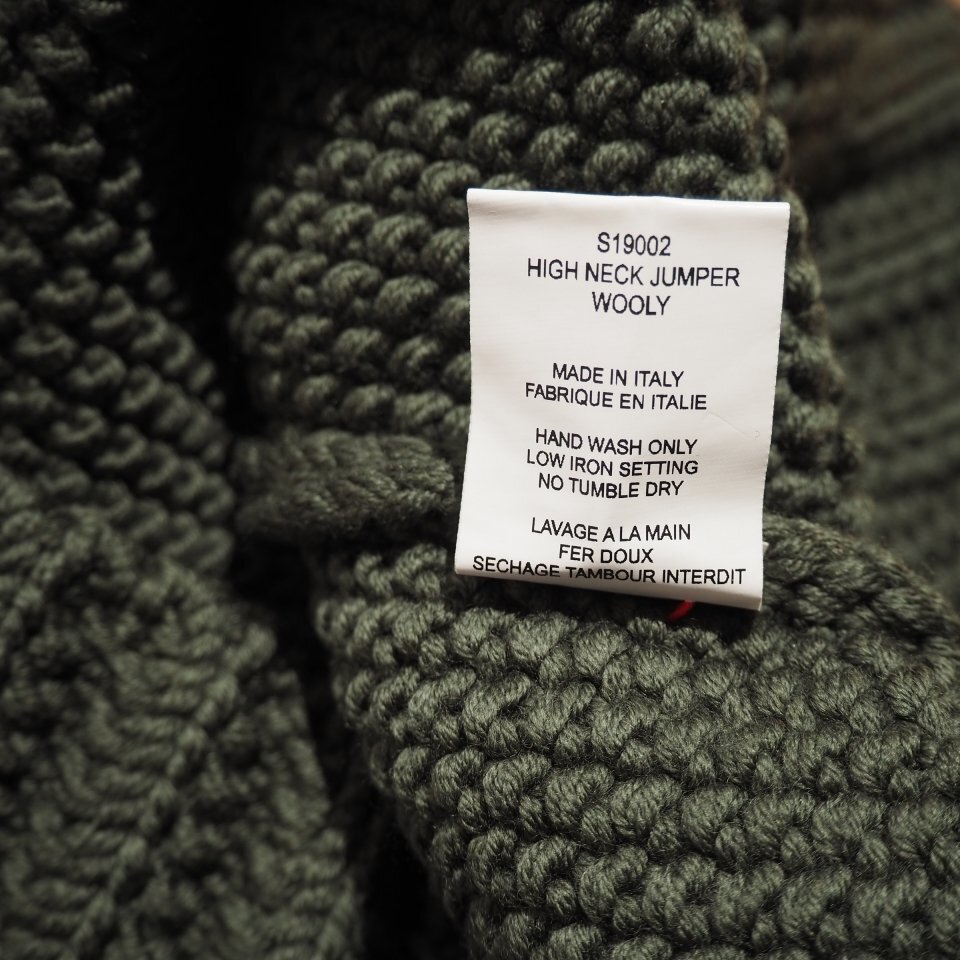 S19002
HIGH NECK JUMPER
WOOLY
MADE IN ITALY
FABRIQUE EN ITALIE
HAND WASH ONLY
LOW IRON SETTING
NO TUMBLE DRY
LAVAGE A LA MAIN
FER DOUX
SECHAGE TAMBOUR INTERDIT